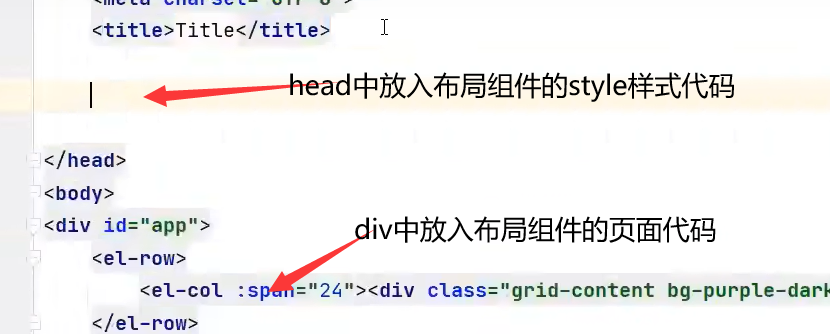 <meta charset="UTF-8">
<title>Title</title>
head中放入布局组件的style样式代码
</head>
<body>
<div id="app">
div中放入布局组件的页面代码
<el-row>
<el-col :span="24"><div class="grid-content bg-purple-dark
</el-row>